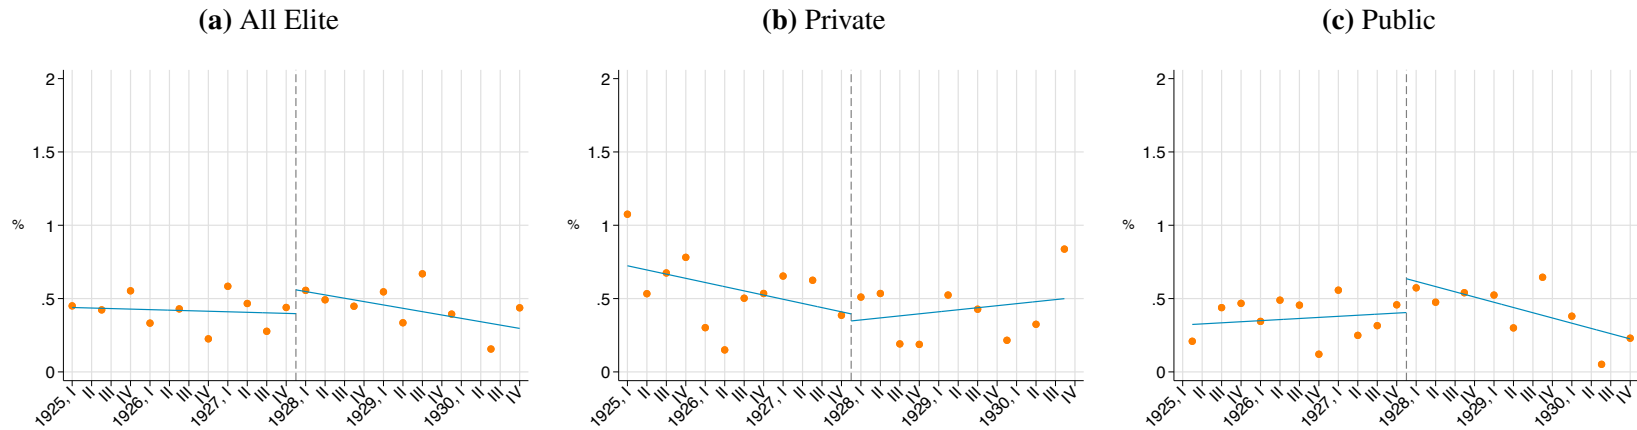 (a) All Elite
2
1.5
1
.5
0
%
1925, I
II
III
IV
1926, I
II
III
IV
1927, I
II
III
IV
1928, I
II
III
IV
1929, I
II
III
IV
1930, I
II
III
IV
(b) Private
2
1.5
1
.5
0
%
1925, I
II
III
IV
1926, I
II
III
IV
1927, I
II
III
IV
1928, I
II
III
IV
1929, I
II
III
IV
1930, I
II
III
IV
(c) Public
2
1.5
1
.5
0
%
1925, I
II
III
IV
1926, I
II
III
IV
1927, I
II
III
IV
1928, I
II
III
IV
1929, I
II
III
IV
1930, I
II
III
IV